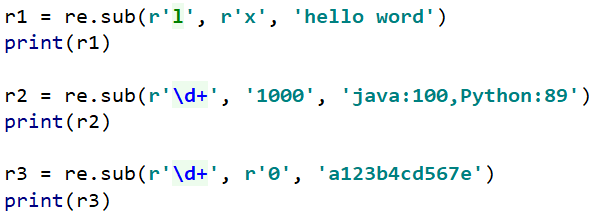 r1 = re.sub(r'l', r'x', 'hello word')
print(r1)
r2 = re.sub(r'\d+', '1000', 'java:100,Python:89')
print(r2)
r3 = re.sub(r'\d+', r'0', 'a123b4cd567e')
print(r3)